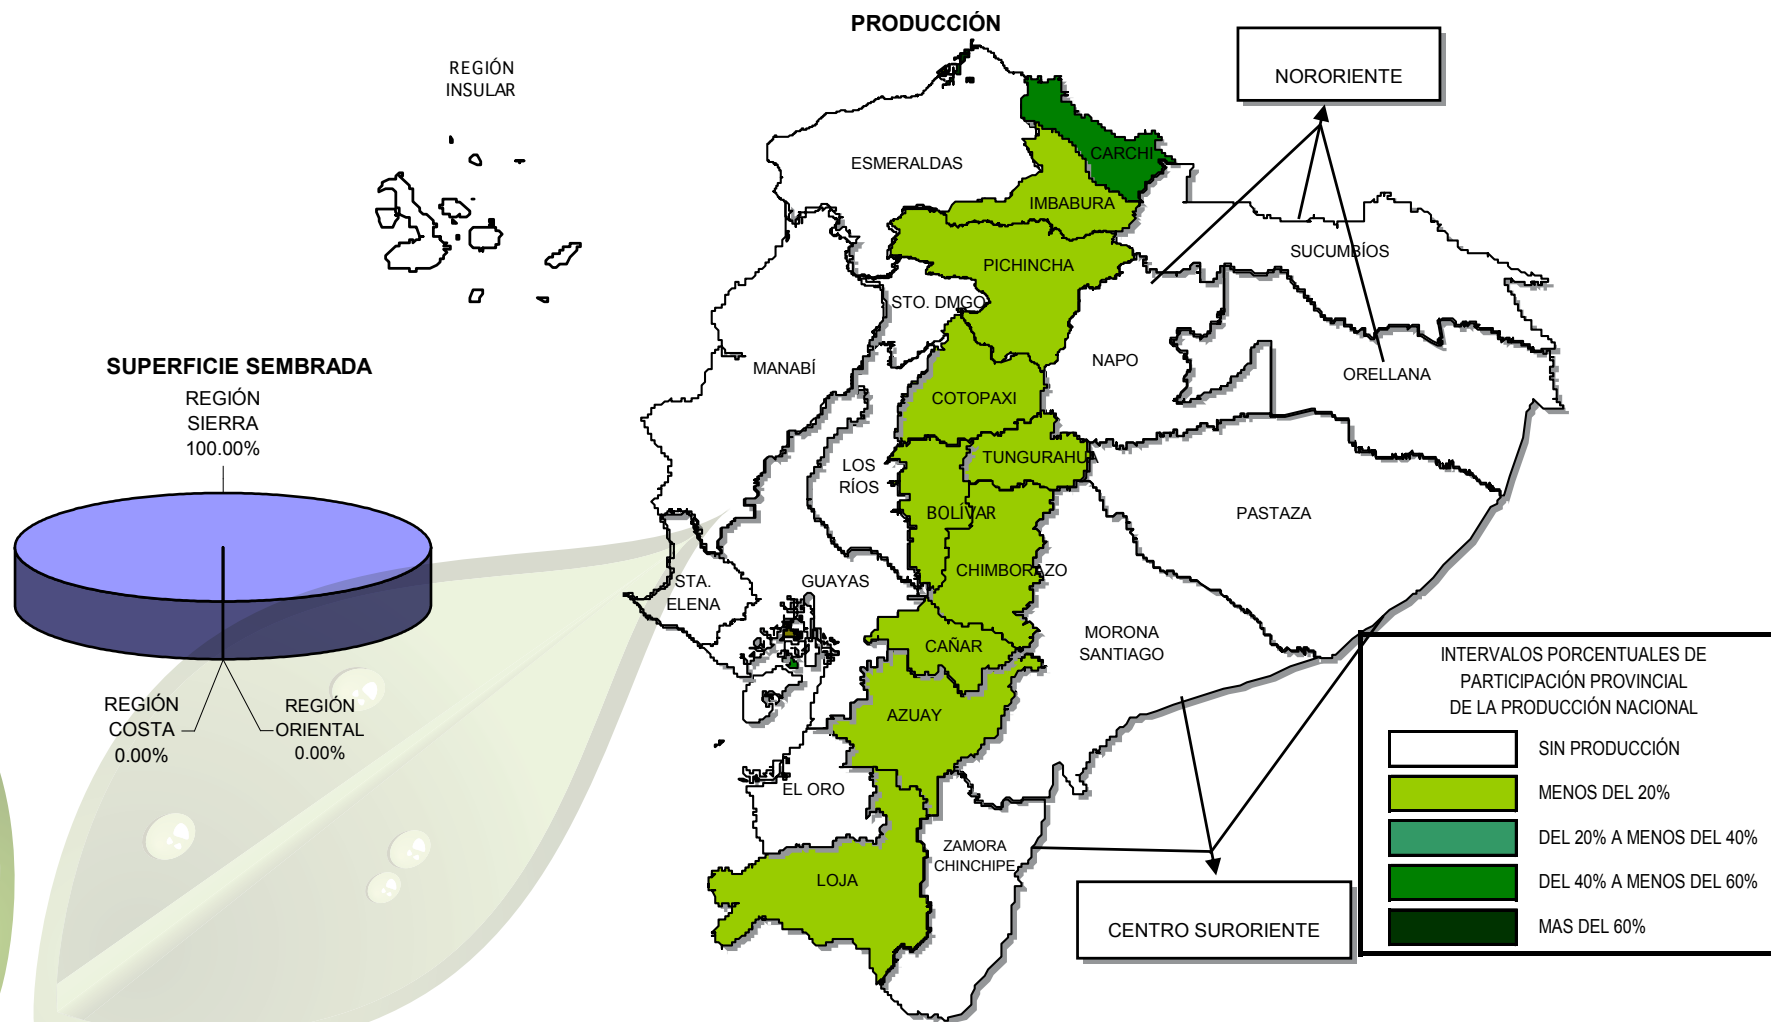 PRODUCCIÓN
REGIÓN
INSULAR
NORORIENTE
ESMERALDAS
CARCHI
IMBABURA
SUCUMBÍOS
PICHINCHA
STO. DMGO
MANABÍ
NAPO
ORELLANA
COTOPAXI
TUNGURAHUA
LOS
RÍOS
BOLÍVAR
PASTAZA
CHIMBORAZO
GUAYAS
STA.
ELENA
CAÑAR
MORONA
SANTIAGO
AZUAY
EL ORO
ZAMORA
CHINCHIPE
LOJA
CENTRO SURORIENTE
SUPERFICIE SEMBRADA
REGIÓN
SIERRA
100.00%
REGIÓN
COSTA
0.00%
REGIÓN
ORIENTAL
0.00%
INTERVALOS PORCENTUALES DE
PARTICIPACIÓN PROVINCIAL
DE LA PRODUCCIÓN NACIONAL
SIN PRODUCCIÓN
MENOS DEL 20%
DEL 20% A MENOS DEL 40%
DEL 40% A MENOS DEL 60%
MAS DEL 60%